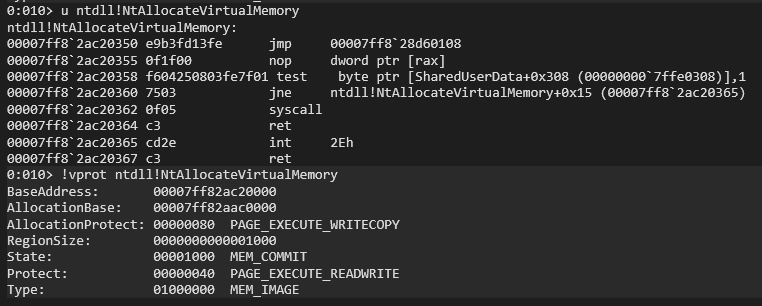 0:010> u ntdll!NtAllocateVirtualMemory
ntdll!NtAllocateVirtualMemory:
00007ff8`2ac20350 e9b3fd13fe      jmp     00007ff8`28d60108
00007ff8`2ac20355 0f1f00          nop     dword ptr [rax]
00007ff8`2ac20358 f604250803fe7f01 test    byte ptr [SharedUserData+0x308 (00000000`7ffe0308)],1
00007ff8`2ac20360 7503            jne     ntdll!NtAllocateVirtualMemory+0x15 (00007ff8`2ac20365)
00007ff8`2ac20362 0f05            syscall
00007ff8`2ac20364 c3              ret
00007ff8`2ac20365 cd2e            int     2Eh
00007ff8`2ac20367 c3              ret
0:010> !vprot ntdll!NtAllocateVirtualMemory
BaseAddress:       00007ff82ac20000
AllocationBase:    00007ff82aac0000
AllocationProtect: 00000080  PAGE_EXECUTE_WRITECOPY
RegionSize:        0000000000001000
State:             00001000  MEM_COMMIT
Protect:           00000040  PAGE_EXECUTE_READWRITE
Type:              01000000  MEM_IMAGE